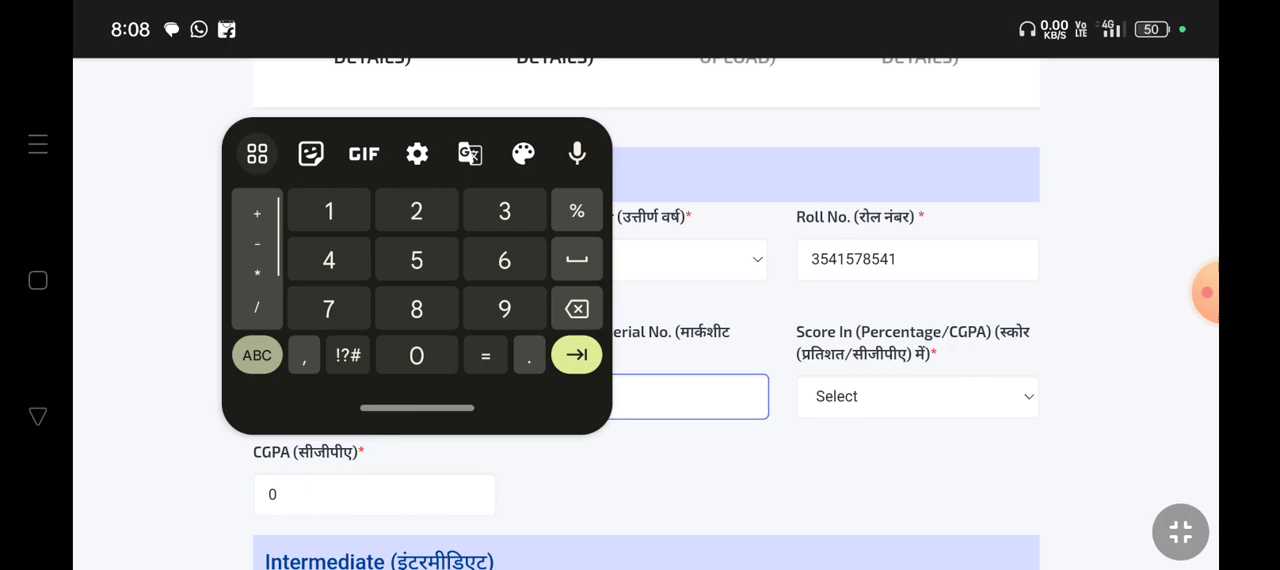 8:08
0.00
KB/S
Vo
LTE
4G
50
DETAILS)
DETAILS)
UPLOAD)
DETAILS)
GIF
+
1
2
3
%
-
4
5
6
*
/
7
8
9
ABC
,
!?#
0
=
.
(उत्तीर्ण वर्ष)*
Roll No. (रोल नंबर) *
3541578541
erial No. (मार्कशीट
Score In (Percentage/CGPA) (स्कोर
(प्रतिशत/सीजीपीए) में)*
Select
CGPA (सीजीपीए)*
0
Intermediate (इंटरमीडिएट)